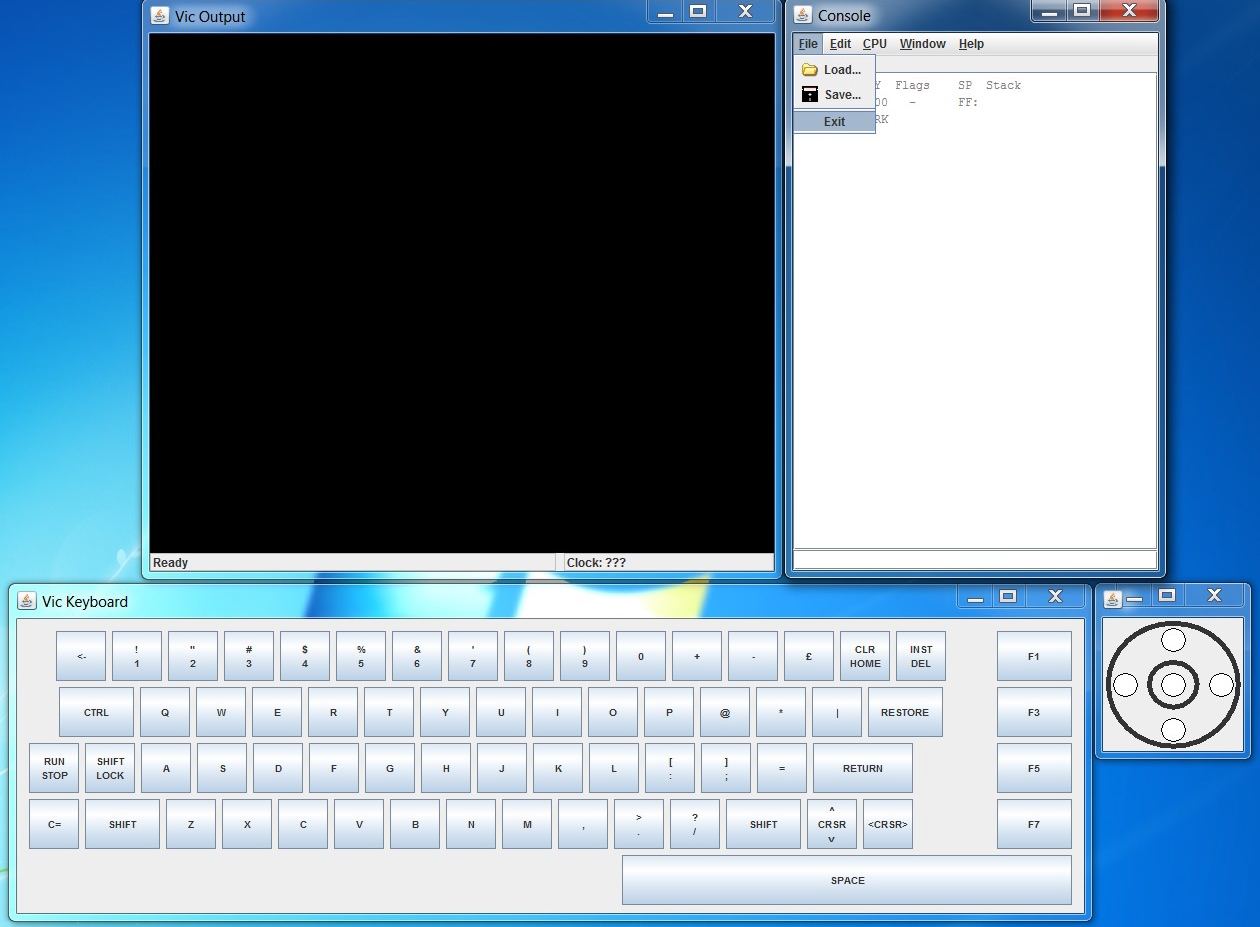 Vic Output
Ready
Clock: ???
Console
File Edit CPU Window Help
Load...
Save...
Exit
Y Flags SP Stack
00 - FF:
RK
Vic Keyboard
<- ! 1 " 2 # 3 $ 4 % 5 & 6 ' 7 ( 8 ) 9 0 + - £ CLR HOME INST DEL F1
CTRL Q W E R T Y U I O P @ * | RESTORE F3
RUN STOP SHIFT LOCK A S D F G H J K L [ : ] ; = RETURN F5
C= SHIFT Z X C V B N M , > . ? / SHIFT ^ CRSR v <CRSR> F7
SPACE